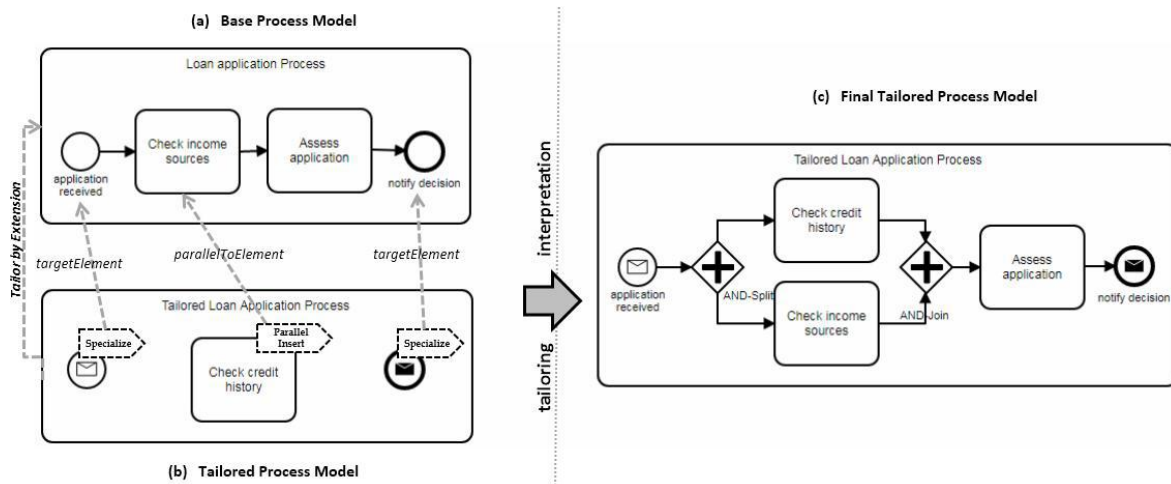 (a) Base Process Model
Loan application Process
Check income
sources
Assess
application
application
received
notify decision
Tailor by Extension
targetElement
parallelToElement
targetElement
Tailored Loan Application Process
Specialize
Parallel
Insert
Specialize
Check credit
history
(b) Tailored Process Model
tailoring interpretation
(c) Final Tailored Process Model
Tailored Loan Application Process
Check credit
history
Assess
application
application
received
AND-Split
Check income
sources
AND-Join
notify decision